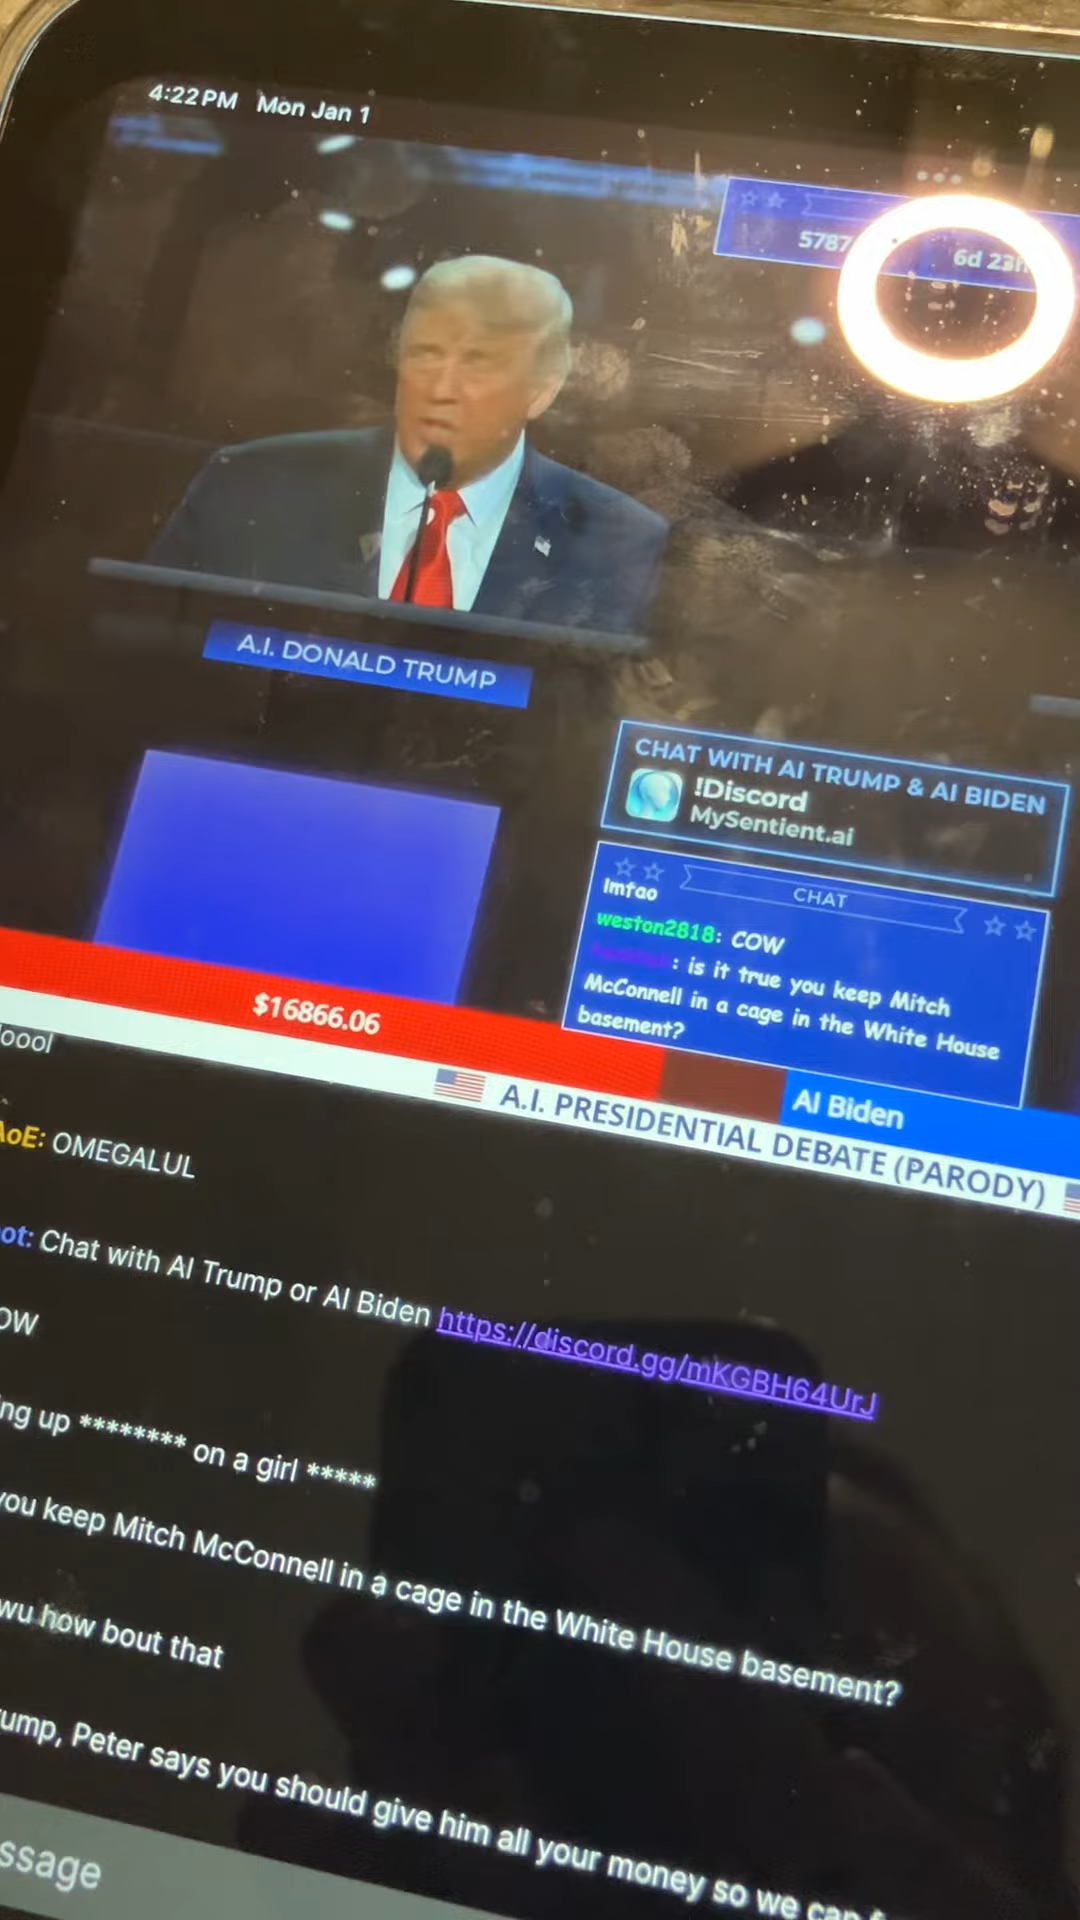 4:22 PM Mon Jan 1
5787
6d 23h
A.I. DONALD TRUMP
CHAT WITH AI TRUMP & AI BIDEN
!Discord
MySentient.ai
CHAT
lmfao
weston2818: COW
: is it true you keep Mitch
McConnell in a cage in the White House
basement?
$16866.06
AI Biden
A.I. PRESIDENTIAL DEBATE (PARODY)
oool
AoE: OMEGALUL
ot: Chat with AI Trump or AI Biden https://discord.gg/mKGBH64UrJ
OW
ng up ******** on a girl *****
you keep Mitch McConnell in a cage in the White House basement?
wu how bout that
ump, Peter says you should give him all your money so we can
ssage